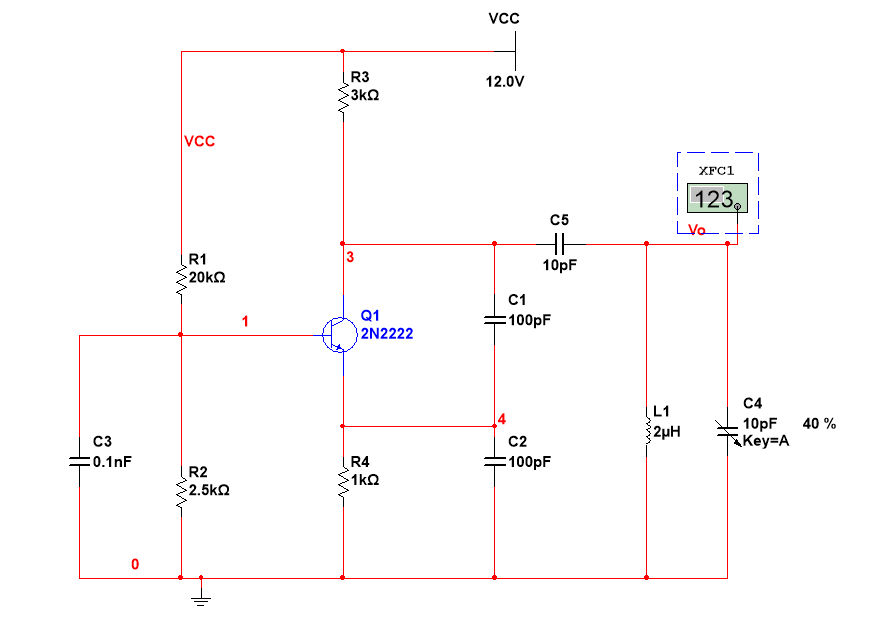 VCC
12.0V
R3
3kΩ
VCC
XFC1
123
Vo
C5
10pF
3
R1
20kΩ
C1
100pF
1
Q1
2N2222
4
L1
2µH
C4
10pF
Key=A
40 %
C3
0.1nF
R2
2.5kΩ
R4
1kΩ
C2
100pF
0